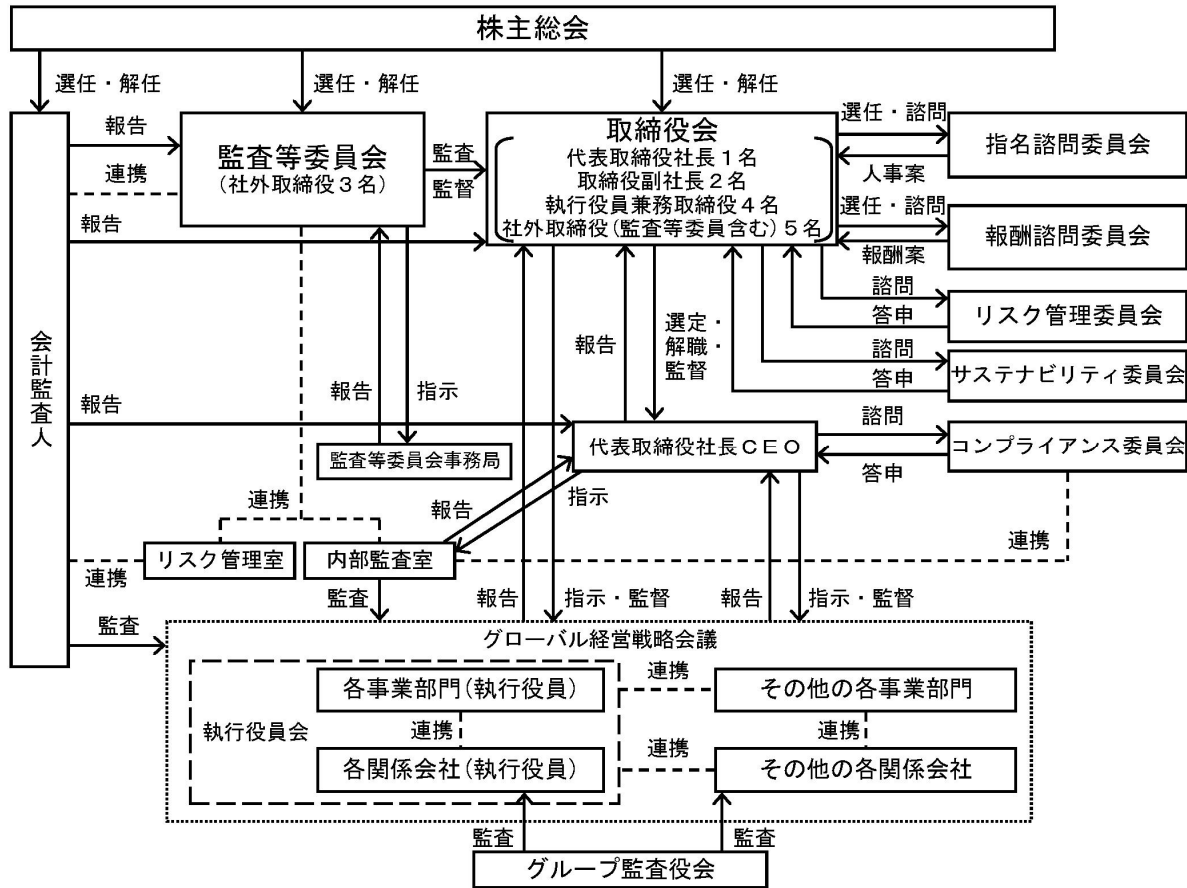 株主総会
選任・解任
選任・解任
選任・解任
会計監査人
報告
連携
報告
監査等委員会
(社外取締役3名)
監査
監督
取締役会
代表取締役社長1名
取締役副社長2名
執行役員兼務取締役4名
社外取締役(監査等委員含む)5名
選任・諮問
人事案
指名諮問委員会
選任・諮問
報酬案
報酬諮問委員会
諮問
答申
リスク管理委員会
諮問
答申
サステナビリティ委員会
報告
選定・
解職・
監督
報告
指示
報告
監査等委員会事務局
代表取締役社長CEO
諮問
答申
コンプライアンス委員会
連携
報告
指示
連携
リスク管理室
内部監査室
連携
監査
監査
報告
指示・監督
報告
指示・監督
グローバル経営戦略会議
執行役員会
各事業部門(執行役員)
連携
その他の各事業部門
連携
連携
各関係会社(執行役員)
連携
その他の各関係会社
監査
監査
グループ監査役会